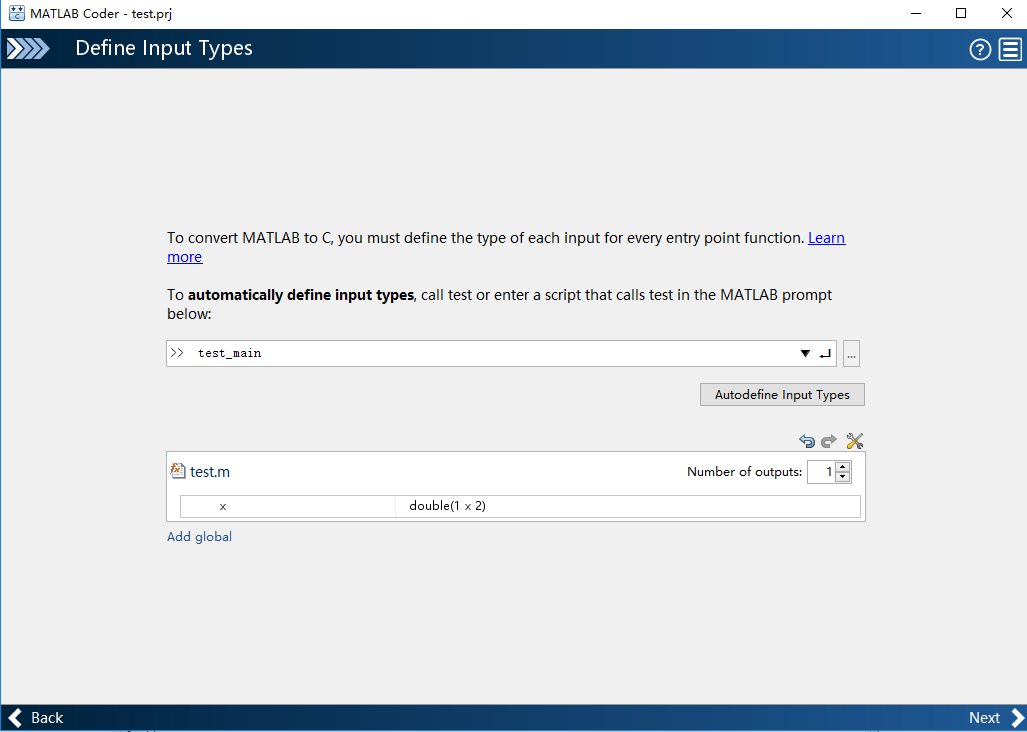 MATLAB Coder - test.prj
Define Input Types
To convert MATLAB to C, you must define the type of each input for every entry point function. Learn
more
To automatically define input types, call test or enter a script that calls test in the MATLAB prompt
below:
>> test_main
...
Autodefine Input Types
test.m Number of outputs: 1
x double(1 x 2)
Add global
Back Next